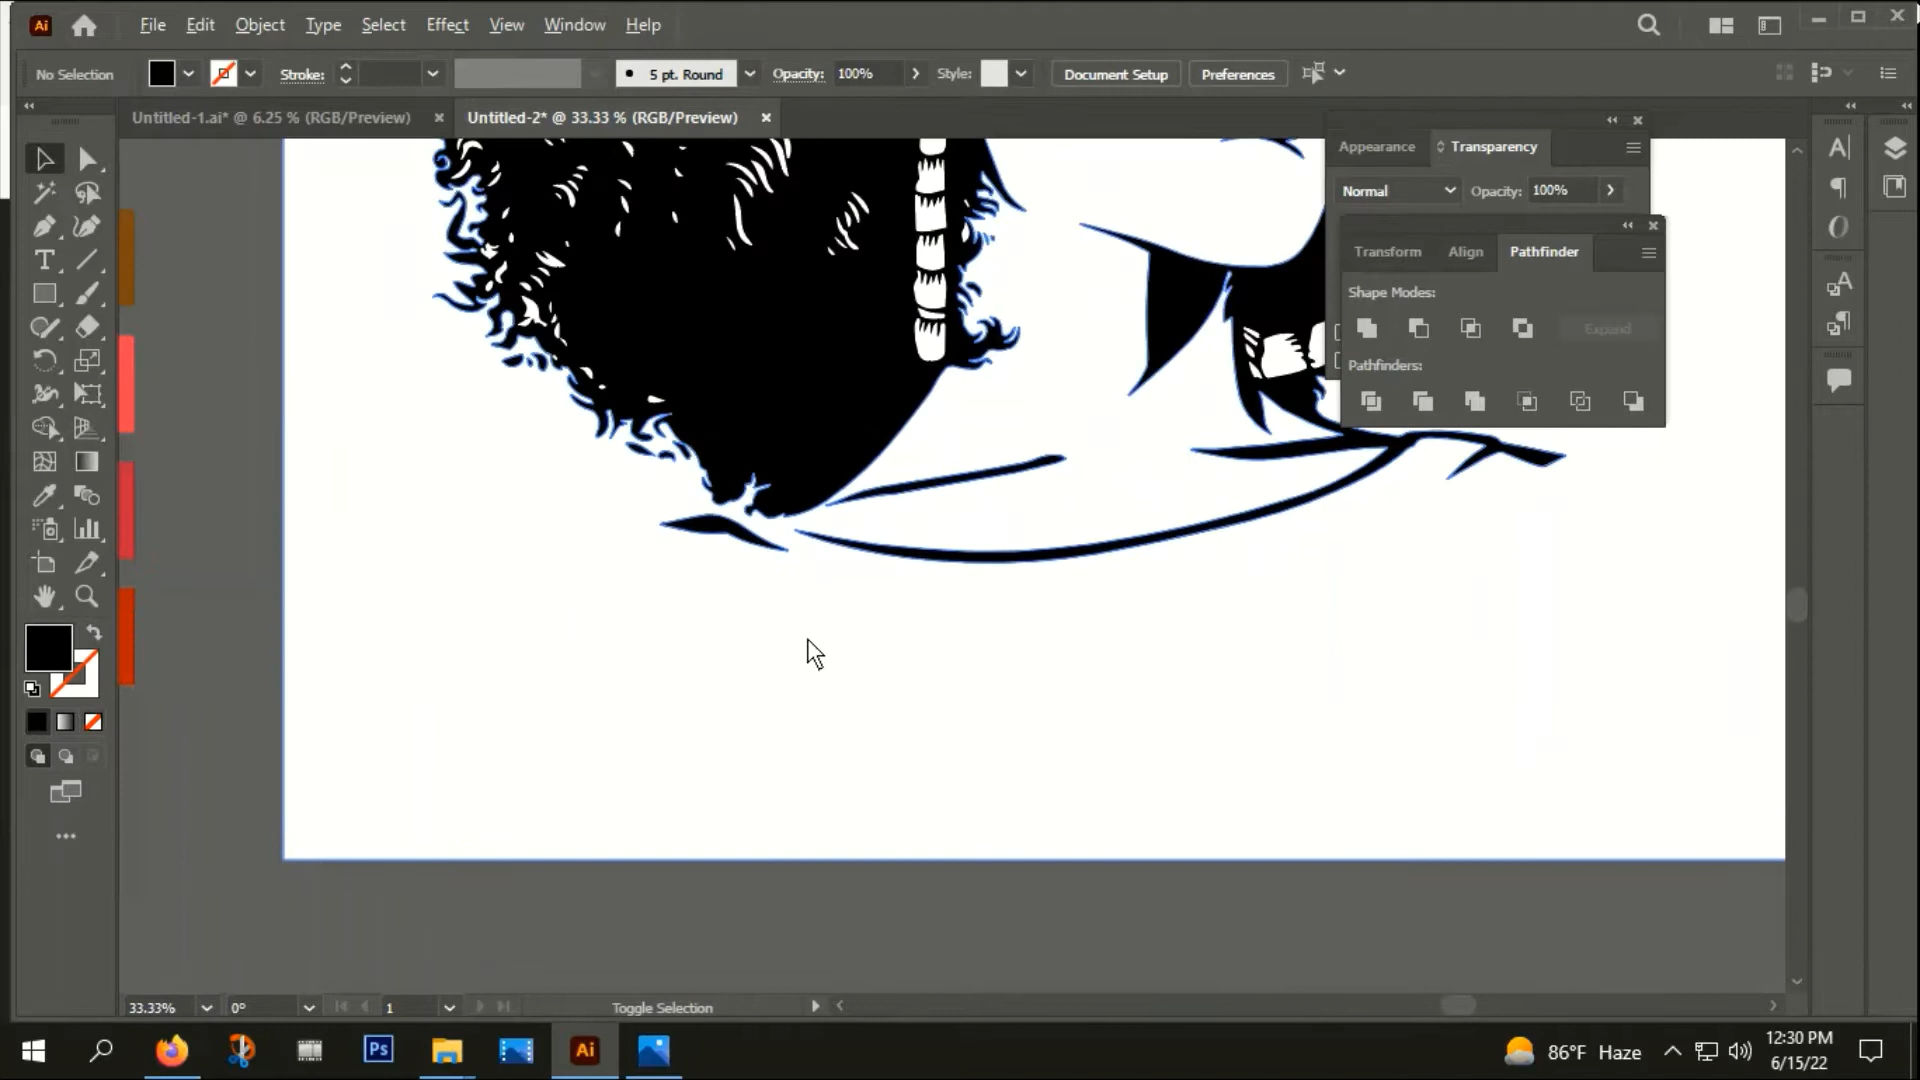 Ai File Edit Object Type Select Effect View Window Help
No Selection Stroke: 5 pt. Round Opacity: 100% Style: Document Setup Preferences
Untitled-1.ai* @ 6.25 % (RGB/Preview) Untitled-2* @ 33.33 % (RGB/Preview)
Appearance Transparency
Normal Opacity: 100%
Transform Align Pathfinder
Shape Modes:
Expand
Pathfinders:
33.33% 0° 1 Toggle Selection
Ps Ai 86°F Haze 12:30 PM
6/15/22